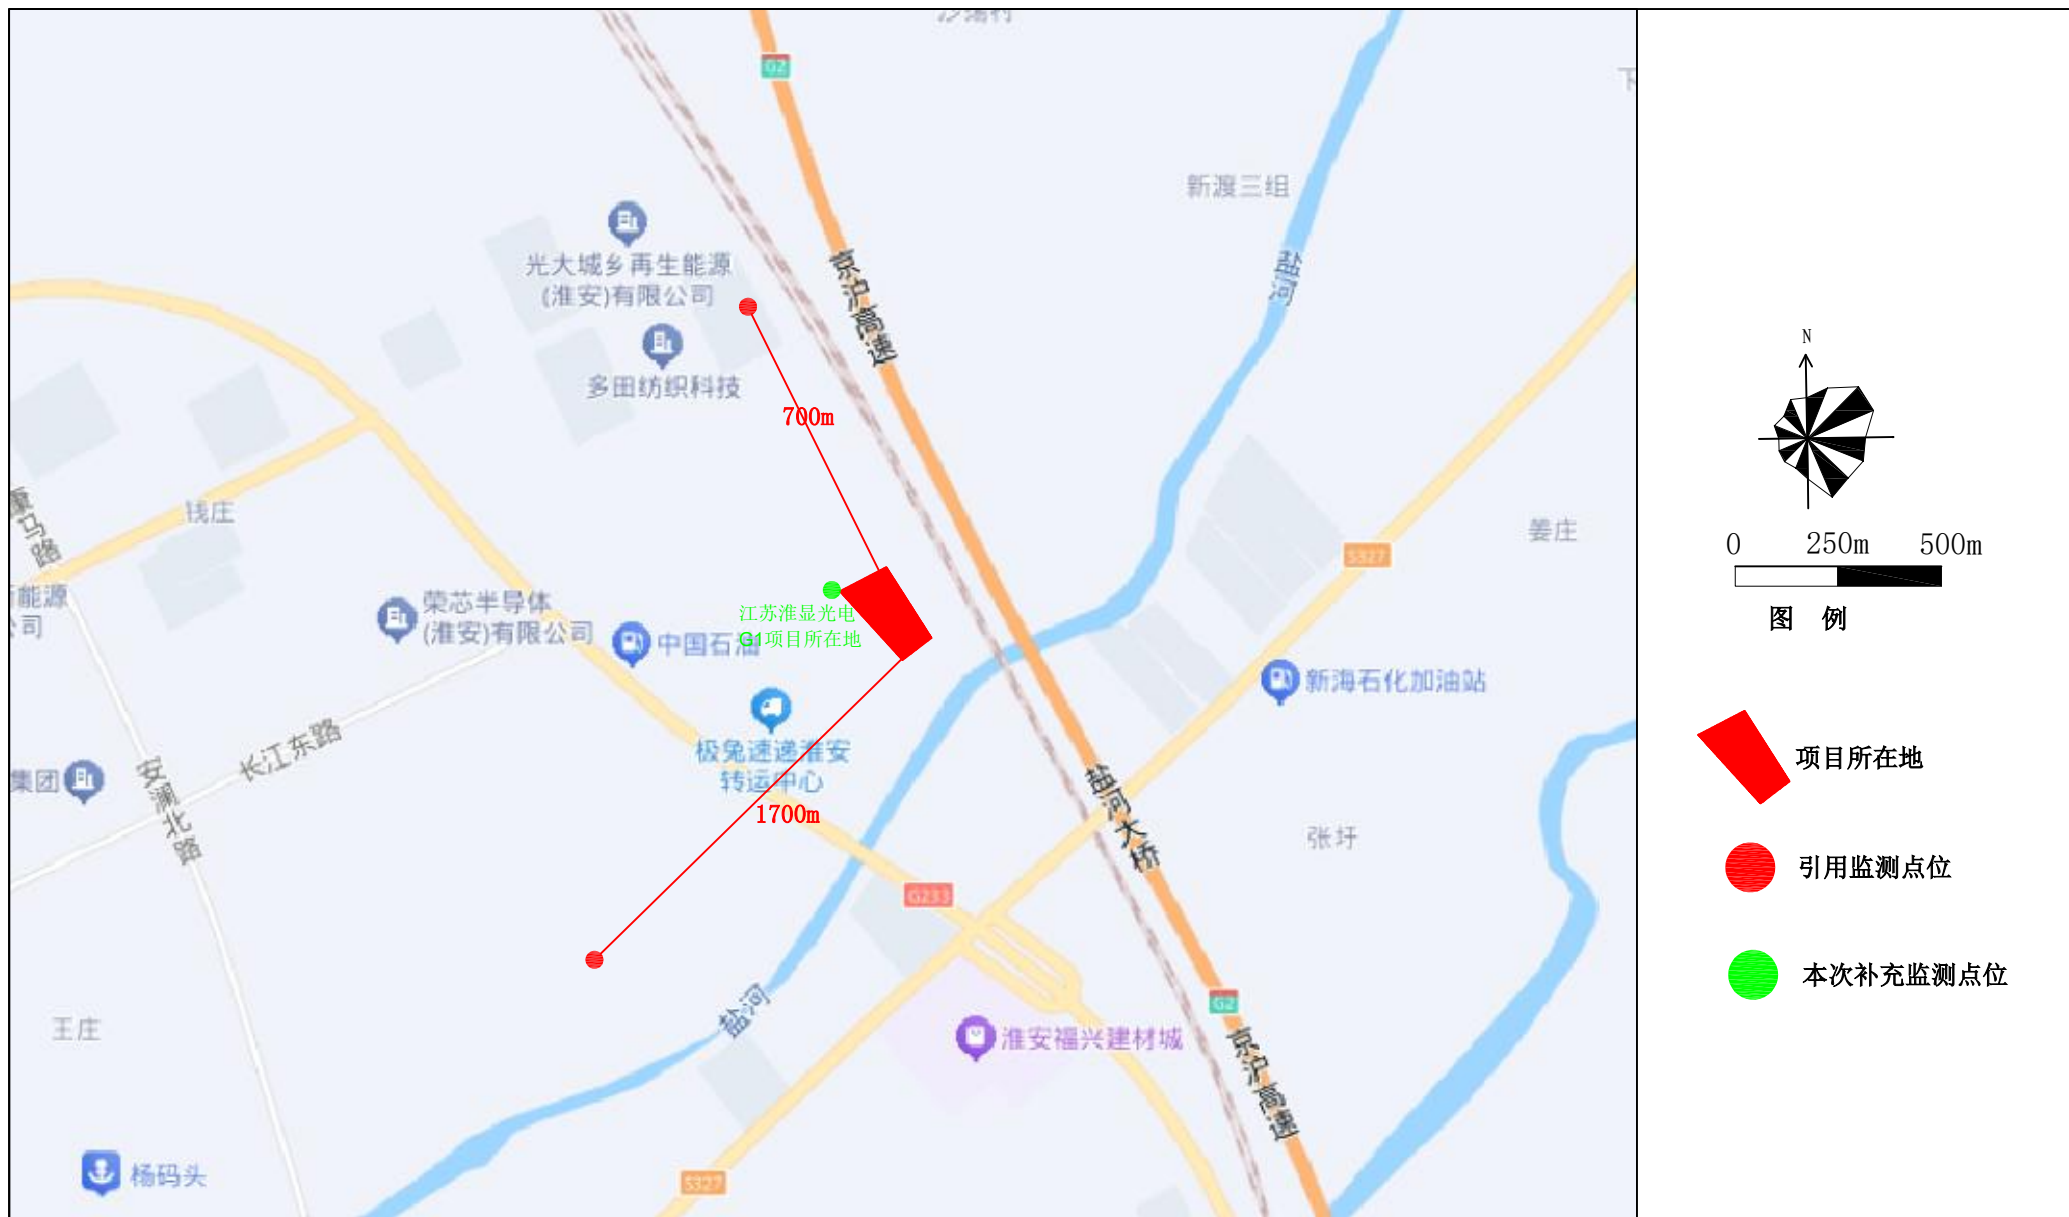 G2
新渡三组
光大城乡再生能源
(淮安)有限公司
京沪高速
盐河
多田纺织科技
700m
钱庄
姜庄
S327
能源
司
荣芯半导体
(淮安)有限公司
中国石油
江苏淮显光电
G1项目所在地
新海石化加油站
极兔速递淮安
转运中心
长江东路
集团
安澜北路
1700m
盐河大桥
张圩
G233
G2
盐河
王庄
淮安福兴建材城
京沪高速
杨码头
S327
N
0 250m 500m
图 例
项目所在地
引用监测点位
本次补充监测点位